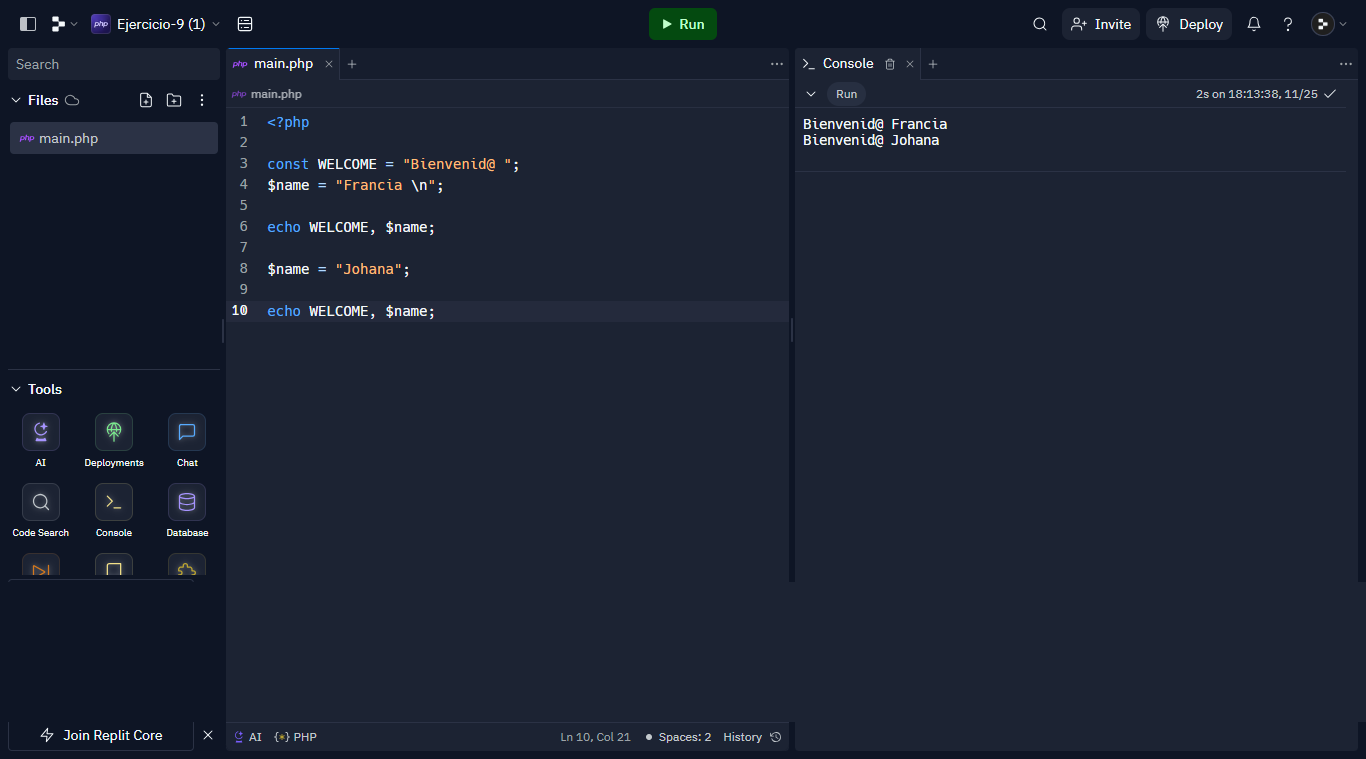 php Ejercicio-9 (1)
Run
Invite
Deploy
Search
Files
php main.php
Tools
AI
Deployments
Chat
Code Search
Console
Database
Join Replit Core
php main.php
php main.php
1 <?php
2
3 const WELCOME = "Bienvenid@ ";
4 $name = "Francia \n";
5
6 echo WELCOME, $name;
7
8 $name = "Johana";
9
10 echo WELCOME, $name;
AI {*} PHP
Ln 10, Col 21 Spaces: 2 History
Console
Run
2s on 18:13:38, 11/25
Bienvenid@ Francia
Bienvenid@ Johana